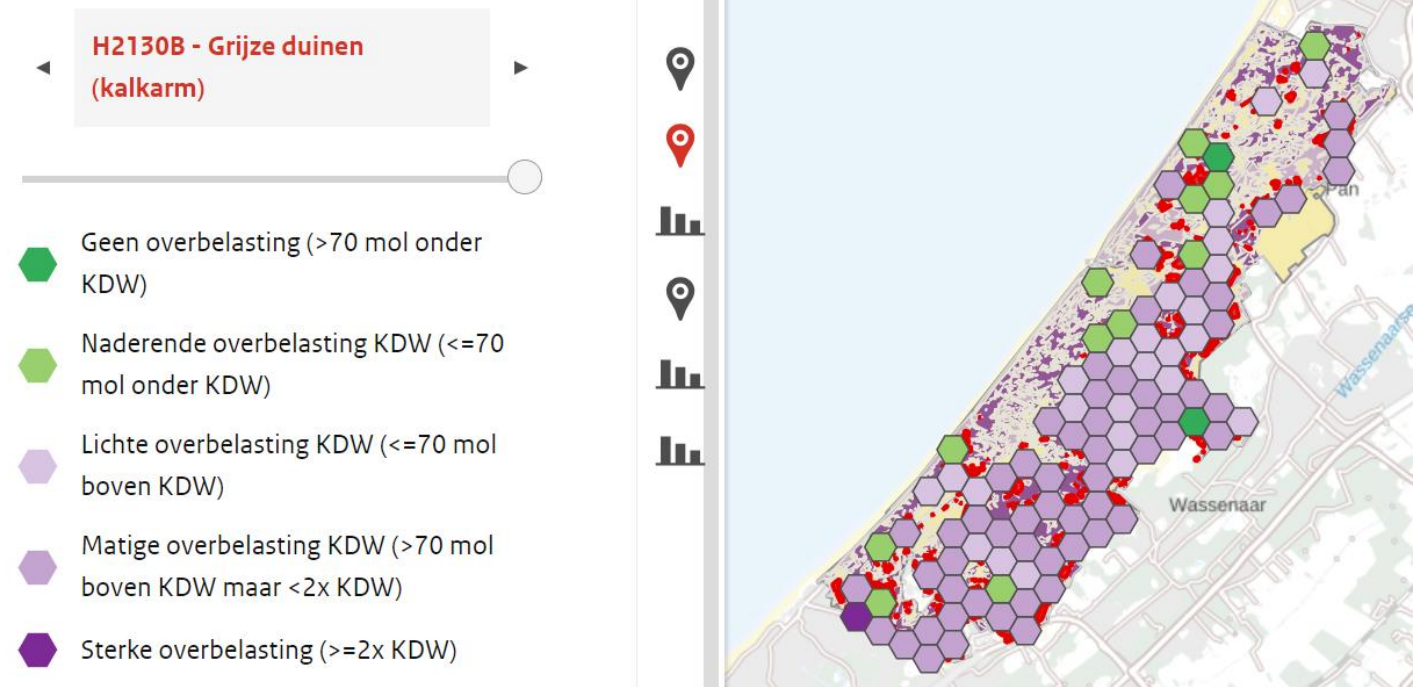 H2130B - Grijze duinen
(kalkarm)
Geen overbelasting (>70 mol onder
KDW)
Naderende overbelasting KDW (<=70
mol onder KDW)
Lichte overbelasting KDW (<=70 mol
boven KDW)
Matige overbelasting KDW (>70 mol
boven KDW maar <2x KDW)
Sterke overbelasting (>=2x KDW)
Pan
Wassenaarse
Wassenaar